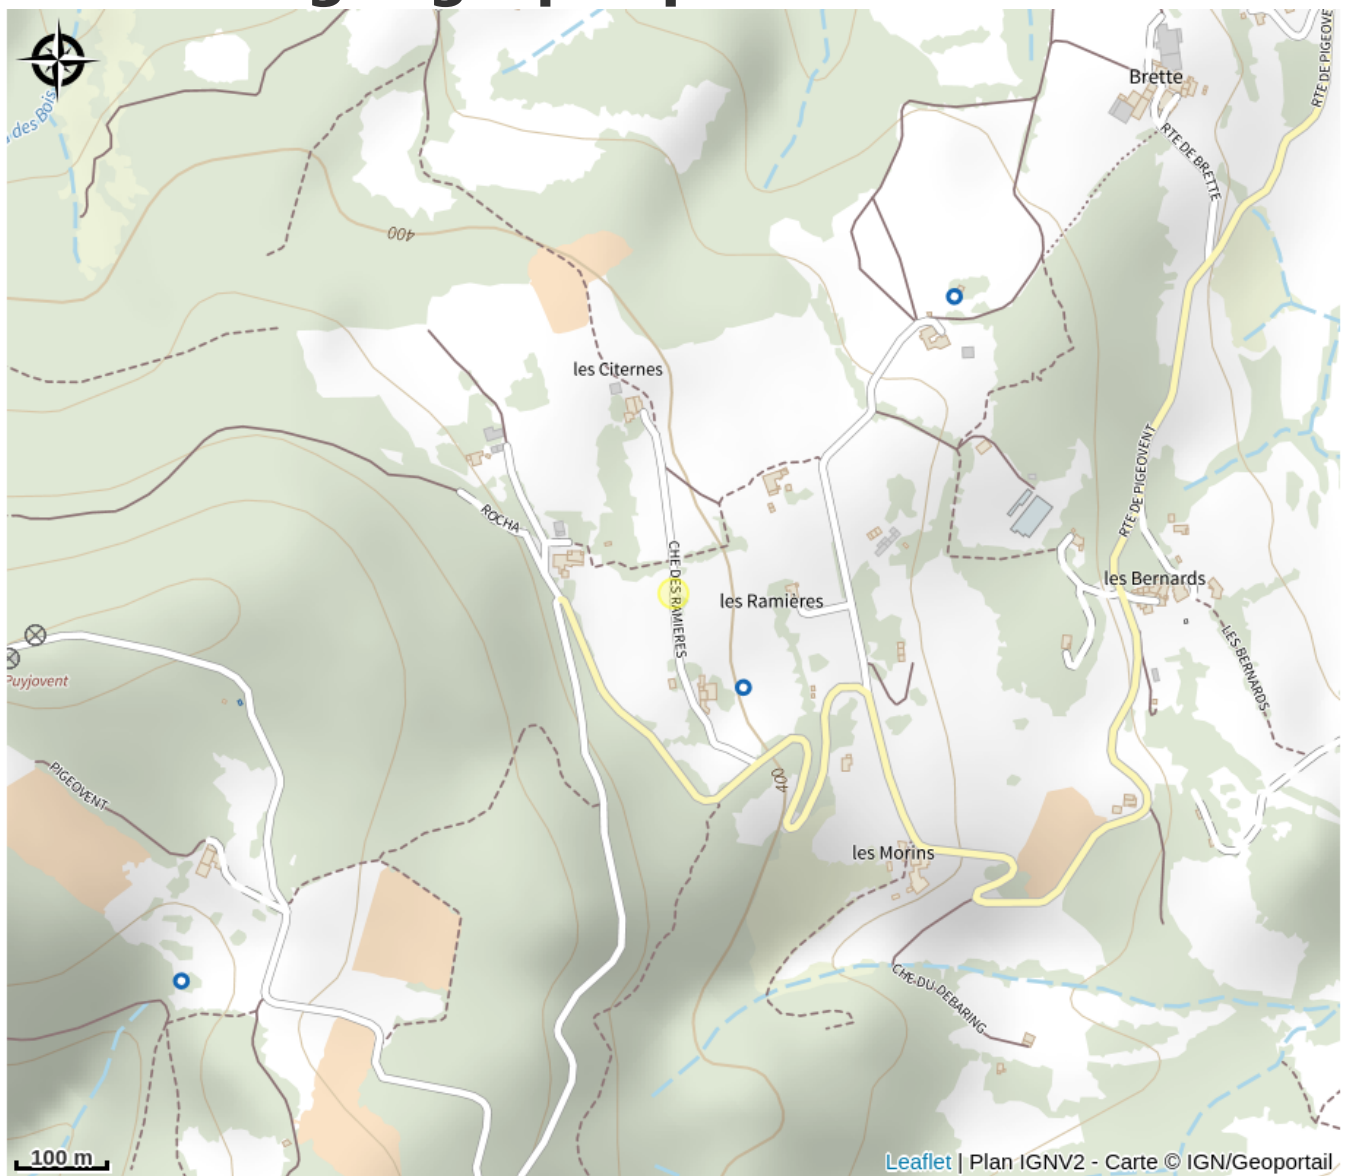 Brette
RTE DE PIGEOVE
des Bois
RTE DE BRETTE
400
les Citernes
RTE DE PIGEOVENT
ROCHA
CHE DES RAMIERES
les Ramières
les Bernards
LES BERNARDS
Puyjovent
PIGEOVENT
400
les Morins
CHE DU DEBARING
100 m
Leaflet | Plan IGNV2 - Carte © IGN/Geoportail